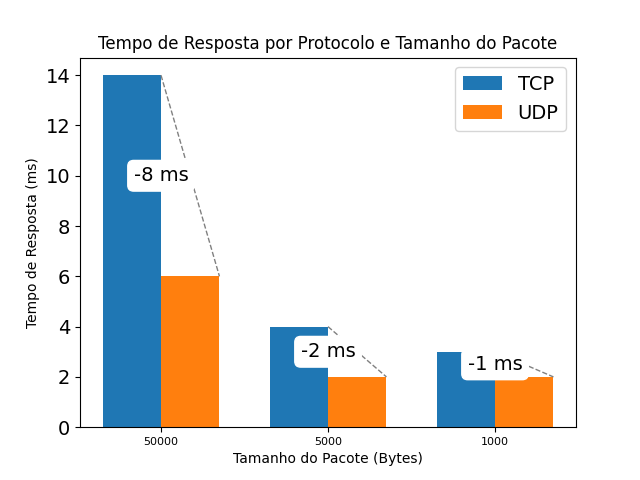 Tempo de Resposta por Protocolo e Tamanho do Pacote
Tempo de Resposta (ms)
14
12
10
8
6
4
2
0
TCP
UDP
-8 ms
-2 ms
-1 ms
50000
5000
1000
Tamanho do Pacote (Bytes)